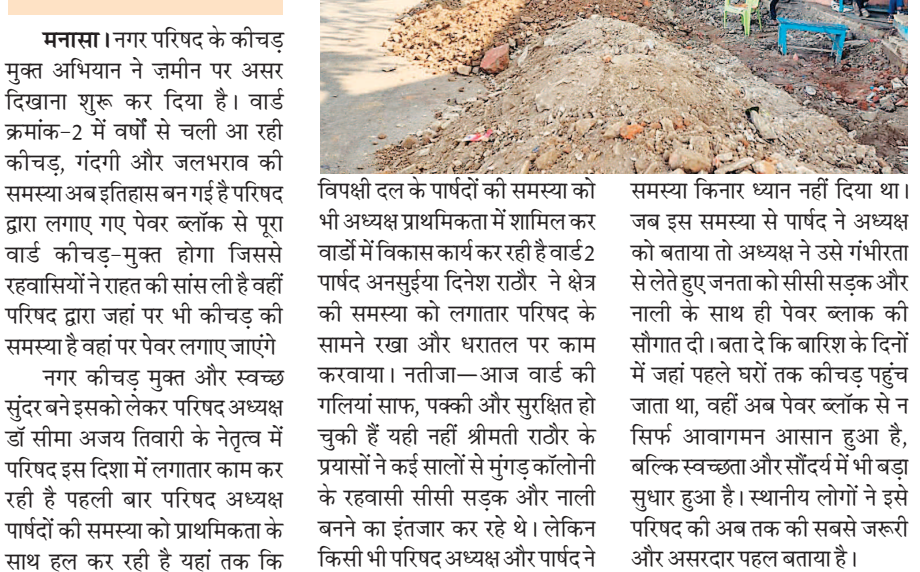 मनासा। नगर परिषद के कीचड़
मुक्त अभियान ने ज़मीन पर असर
दिखाना शुरू कर दिया है। वार्ड
क्रमांक-2 में वर्षों से चली आ रही
कीचड़, गंदगी और जलभराव की
समस्या अब इतिहास बन गई है परिषद
द्वारा लगाए गए पेवर ब्लॉक से पूरा
वार्ड कीचड़-मुक्त होगा जिससे
रहवासियों ने राहत की सांस ली है वहीं
परिषद द्वारा जहां पर भी कीचड़ की
समस्या है वहां पर पेवर लगाए जाएंगे
नगर कीचड़ मुक्त और स्वच्छ
सुंदर बने इसको लेकर परिषद अध्यक्ष
डॉ सीमा अजय तिवारी के नेतृत्व में
परिषद इस दिशा में लगातार काम कर
रही है पहली बार परिषद अध्यक्ष
पार्षदों की समस्या को प्राथमिकता के
साथ हल कर रही है यहां तक कि
विपक्षी दल के पार्षदों की समस्या को
भी अध्यक्ष प्राथमिकता में शामिल कर
वार्डो में विकास कार्य कर रही है वार्ड 2
पार्षद अनसुईया दिनेश राठौर ने क्षेत्र
की समस्या को लगातार परिषद के
सामने रखा और धरातल पर काम
करवाया। नतीजा—आज वार्ड की
गलियां साफ, पक्की और सुरक्षित हो
चुकी हैं यही नहीं श्रीमती राठौर के
प्रयासों ने कई सालों से मुंगड़ कॉलोनी
के रहवासी सीसी सड़क और नाली
बनने का इंतजार कर रहे थे। लेकिन
किसी भी परिषद अध्यक्ष और पार्षद ने
समस्या किनार ध्यान नहीं दिया था।
जब इस समस्या से पार्षद ने अध्यक्ष
को बताया तो अध्यक्ष ने उसे गंभीरता
से लेते हुए जनता को सीसी सड़क और
नाली के साथ ही पेवर ब्लाक की
सौगात दी। बता दे कि बारिश के दिनों
में जहां पहले घरों तक कीचड़ पहुंच
जाता था, वहीं अब पेवर ब्लॉक से न
सिर्फ आवागमन आसान हुआ है,
बल्कि स्वच्छता और सौंदर्य में भी बड़ा
सुधार हुआ है। स्थानीय लोगों ने इसे
परिषद की अब तक की सबसे जरूरी
और असरदार पहल बताया है।